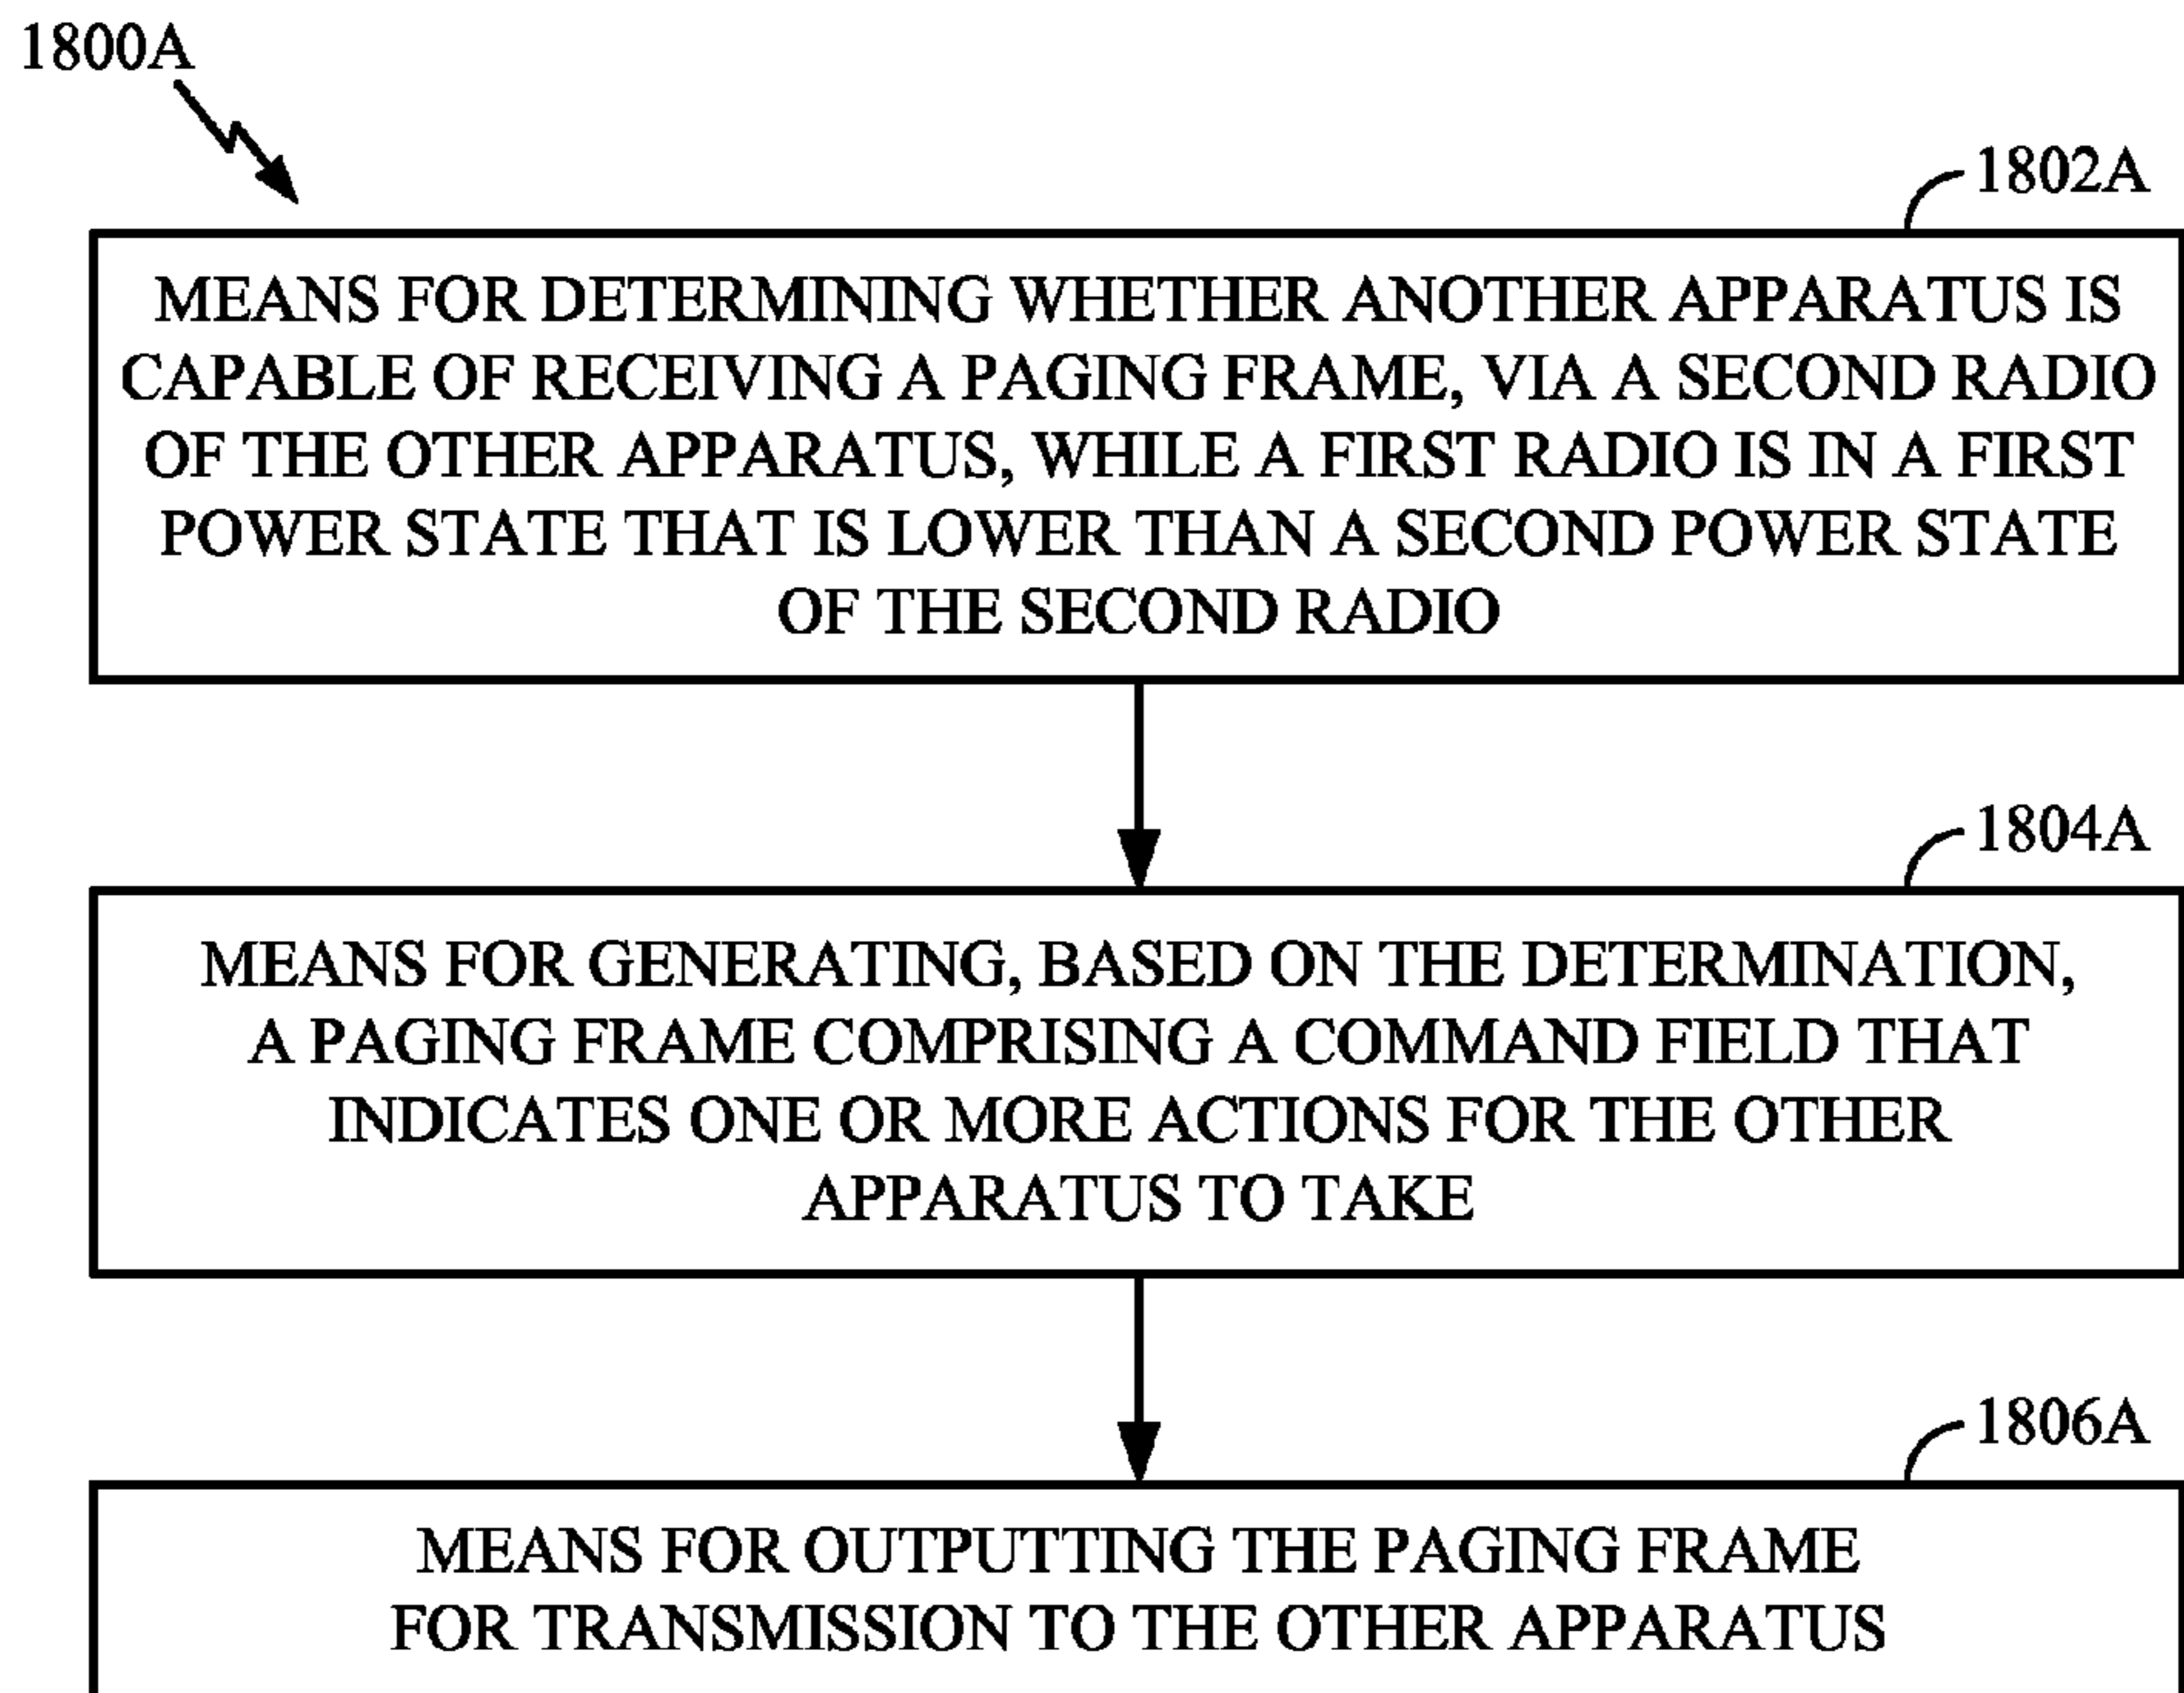 1800A
1802A
MEANS FOR DETERMINING WHETHER ANOTHER APPARATUS IS
CAPABLE OF RECEIVING A PAGING FRAME, VIA A SECOND RADIO
OF THE OTHER APPARATUS, WHILE A FIRST RADIO IS IN A FIRST
POWER STATE THAT IS LOWER THAN A SECOND POWER STATE
OF THE SECOND RADIO
1804A
MEANS FOR GENERATING, BASED ON THE DETERMINATION,
A PAGING FRAME COMPRISING A COMMAND FIELD THAT
INDICATES ONE OR MORE ACTIONS FOR THE OTHER
APPARATUS TO TAKE
1806A
MEANS FOR OUTPUTTING THE PAGING FRAME
FOR TRANSMISSION TO THE OTHER APPARATUS